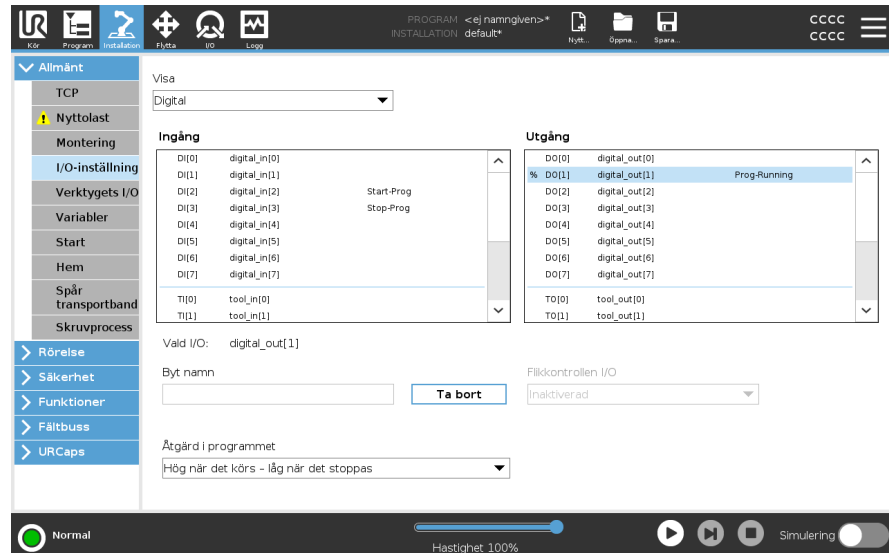 UR
PROGRAM <ej namngiven>*
INSTALLATION default*
Kör
Program
Installation
Flytta
I/O
Logg
Nytt...
Öppna...
Spara...
cccc
cccc
Allmänt
TCP
Nyttolast
Montering
I/O-inställning
Verktygets I/O
Variabler
Start
Hem
Spår
transportband
Skruvprocess
Rörelse
Säkerhet
Funktioner
Fältbuss
URCaps
Visa
Digital
Ingång
DI[0] digital_in[0]
DI[1] digital_in[1]
DI[2] digital_in[2] Start-Prog
DI[3] digital_in[3] Stop-Prog
DI[4] digital_in[4]
DI[5] digital_in[5]
DI[6] digital_in[6]
DI[7] digital_in[7]
TI[0] tool_in[0]
TI[1] tool_in[1]
Utgång
DO[0] digital_out[0]
% DO[1] digital_out[1] Prog-Running
DO[2] digital_out[2]
DO[3] digital_out[3]
DO[4] digital_out[4]
DO[5] digital_out[5]
DO[6] digital_out[6]
DO[7] digital_out[7]
TO[0] tool_out[0]
TO[1] tool_out[1]
Vald I/O: digital_out[1]
Byt namn
Ta bort
Flikkontrollen I/O
Inaktiverad
Åtgärd i programmet
Hög när det körs – låg när det stoppas
Normal
Hastighet 100%
Simulering